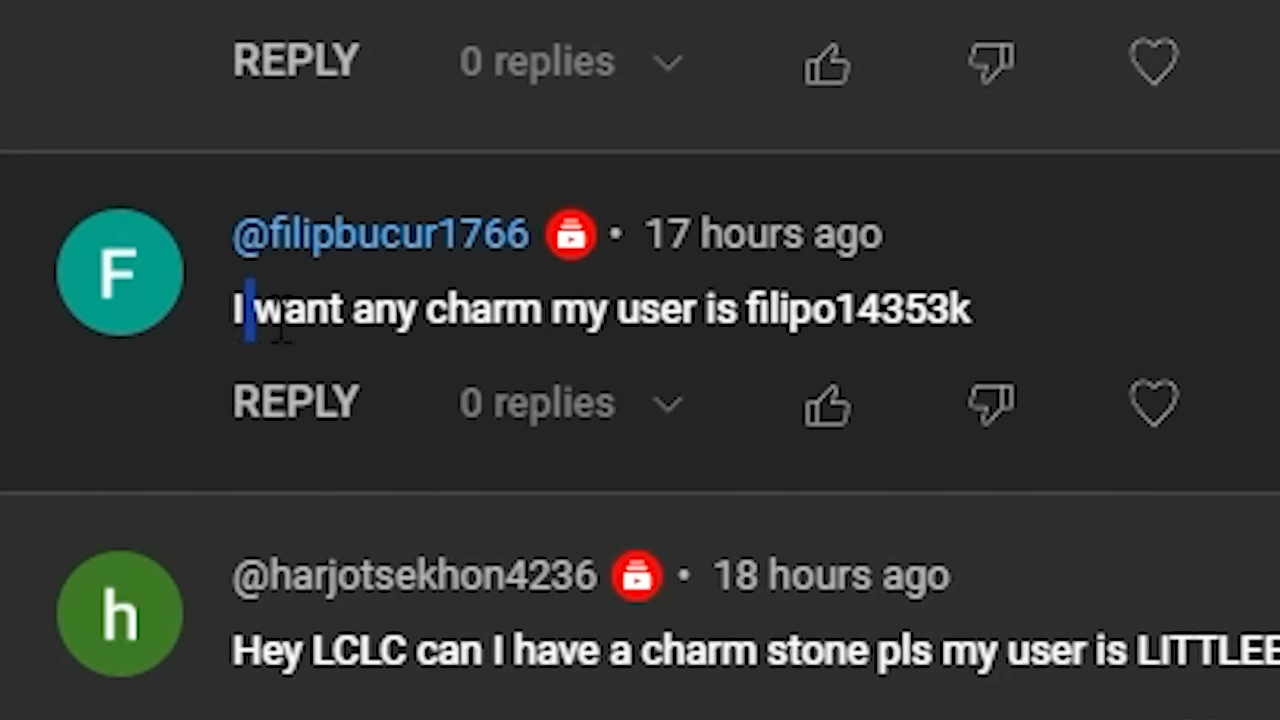 REPLY 0 replies
F
@filipbucur1766 • 17 hours ago
I want any charm my user is filipo14353k
REPLY 0 replies
h
@harjotsekhon4236 • 18 hours ago
Hey LCLC can I have a charm stone pls my user is